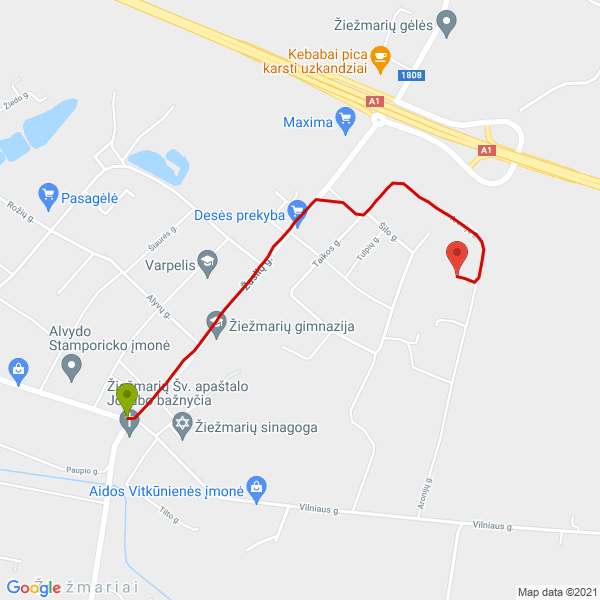 Žiežmarių gėlės
Kebabai pica
karsti uzkandziai
1808
A1
Žiedo g.
Maxima
A1
Pasagėlė
Rožių g.
Desės prekyba
Šiaurės g.
Šilo g.
Taikos g.
Tulpių g.
Varpelis
Žaslių g.
Alyvų g.
Žiežmarių gimnazija
Alvydo
Stamporicko įmonė
Žiežmarių Šv. apaštalo
Jokūbo bažnyčia
Žiežmarių sinagoga
Paupio g.
Aidos Vitkūnienės įmonė
Aronijų g.
Tilto g.
Vilniaus g.
Vilniaus g.
Google
Map data ©2021